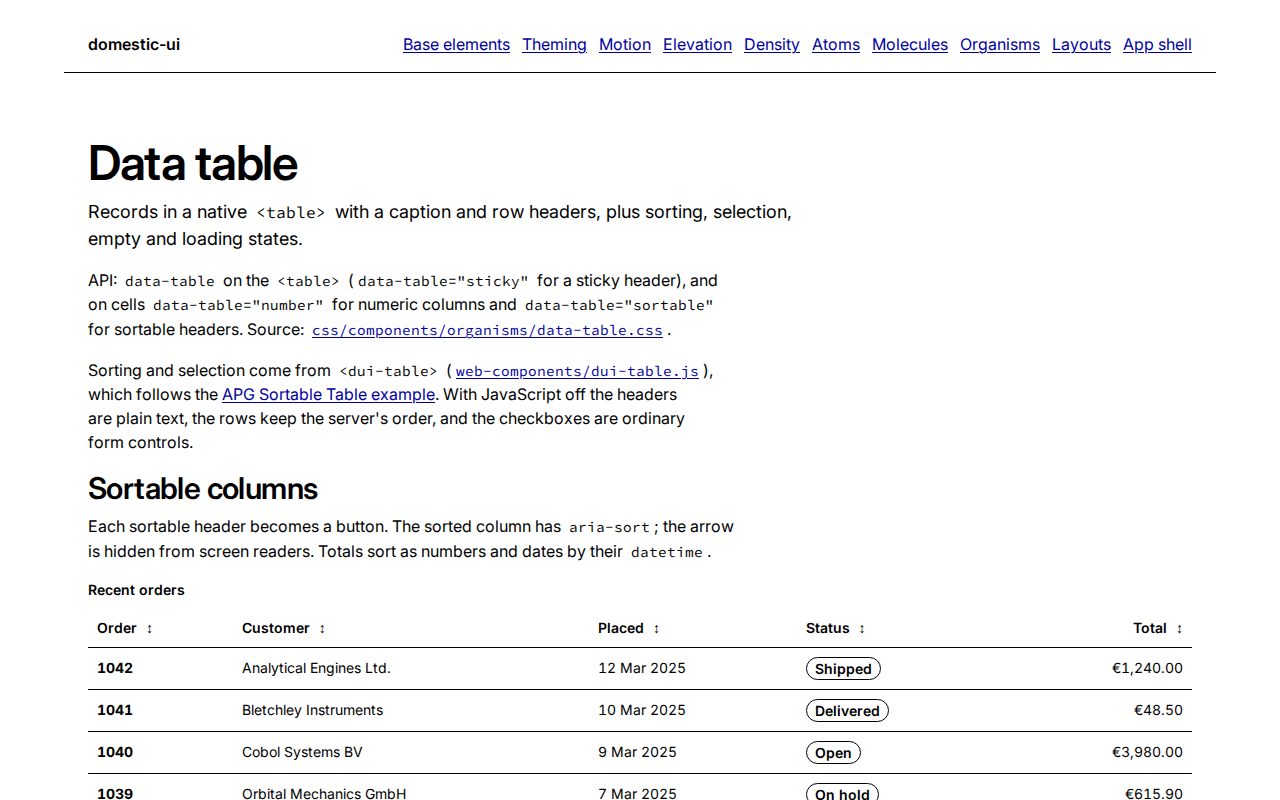 domestic-ui Base elements Theming Motion Elevation Density Atoms Molecules Organisms Layouts App shell
Data table
Records in a native <table> with a caption and row headers, plus sorting, selection,
empty and loading states.
API: data-table on the <table> ( data-table="sticky" for a sticky header), and
on cells data-table="number" for numeric columns and data-table="sortable"
for sortable headers. Source: css/components/organisms/data-table.css .
Sorting and selection come from <dui-table> ( web-components/dui-table.js ),
which follows the APG Sortable Table example. With JavaScript off the headers
are plain text, the rows keep the server's order, and the checkboxes are ordinary
form controls.
Sortable columns
Each sortable header becomes a button. The sorted column has aria-sort ; the arrow
is hidden from screen readers. Totals sort as numbers and dates by their datetime .
Recent orders
Order ↕ Customer ↕ Placed ↕ Status ↕ Total ↕
1042 Analytical Engines Ltd. 12 Mar 2025 Shipped €1,240.00
1041 Bletchley Instruments 10 Mar 2025 Delivered €48.50
1040 Cobol Systems BV 9 Mar 2025 Open €3,980.00
1039 Orbital Mechanics GmbH 7 Mar 2025 On hold €615.90